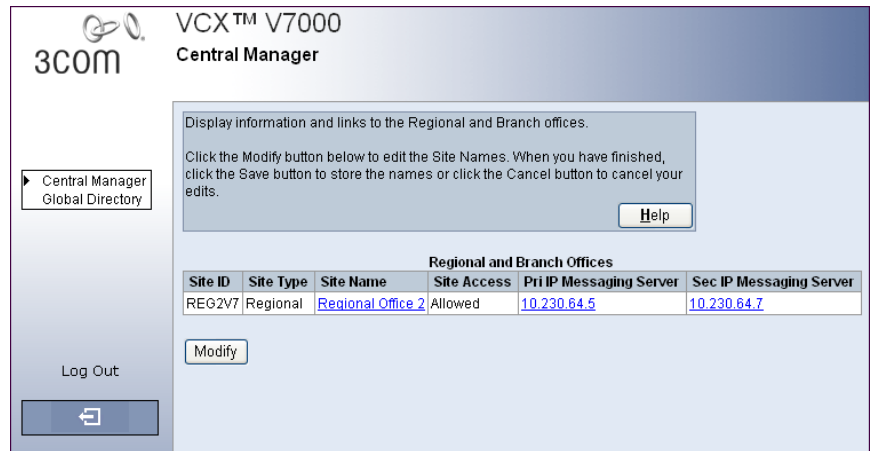 3COM
VCX™ V7000
Central Manager
Central Manager
Global Directory
Log Out
Display information and links to the Regional and Branch offices.
Click the Modify button below to edit the Site Names. When you have finished,
click the Save button to store the names or click the Cancel button to cancel your
edits.
Help
Regional and Branch Offices
Site ID Site Type Site Name Site Access Pri IP Messaging Server Sec IP Messaging Server
REG2V7 Regional Regional Office 2 Allowed 10.230.64.5 10.230.64.7
Modify